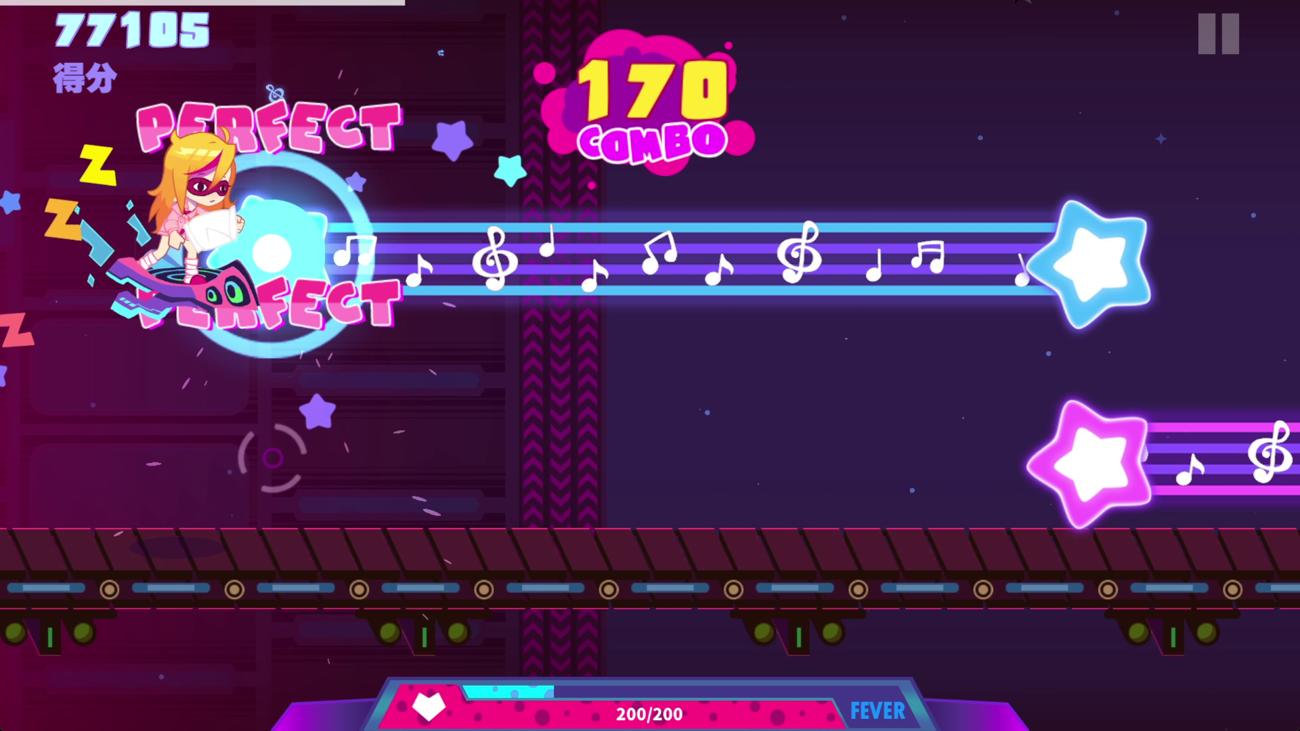 77105
得分
170
COMBO
PERFECT
Z
Z
Z
PERFECT
200/200
FEVER